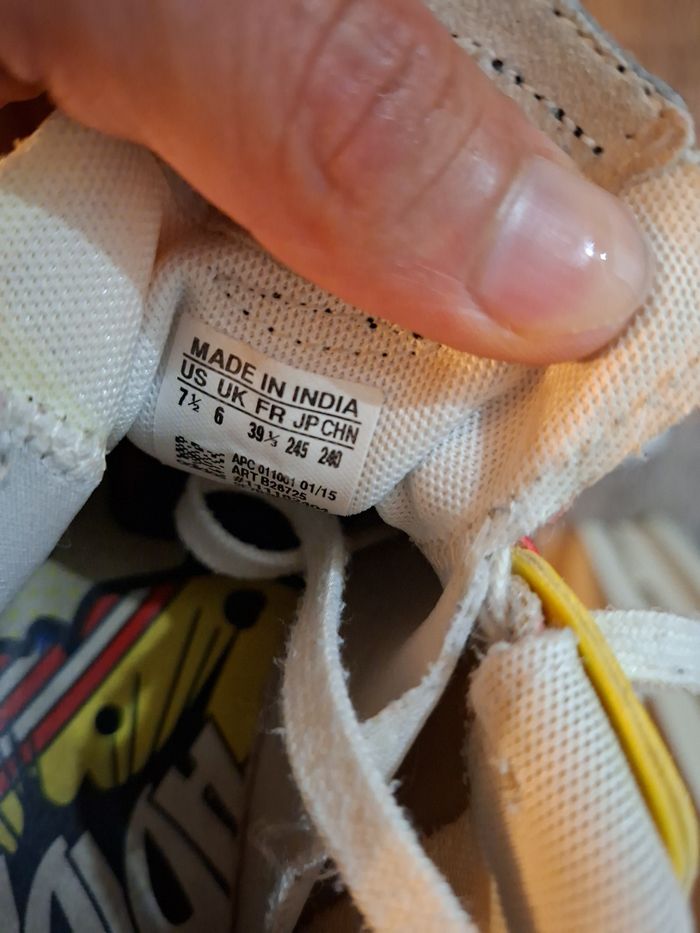 MADE IN INDIA
US UK FR JP CHN
7½ 6 39⅓ 245 240
APC 011001 01/15
ART B26725